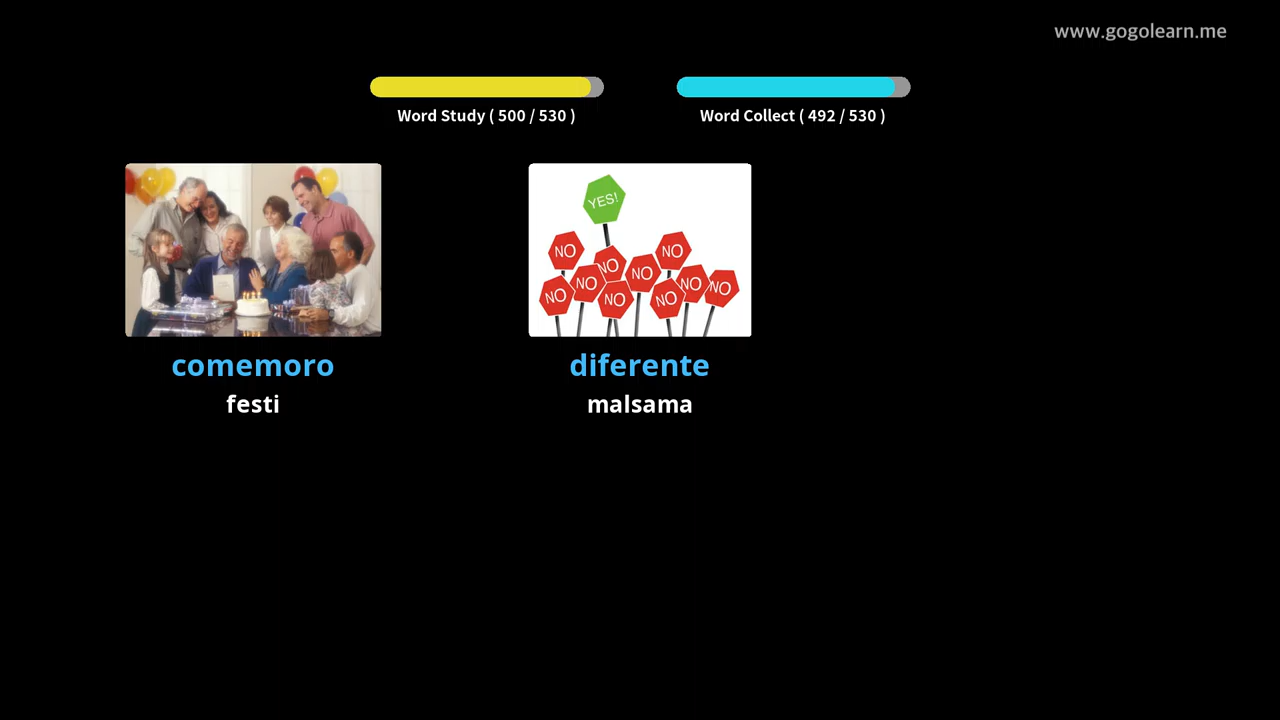 www.gogolearn.me
Word Study ( 500 / 530 )
Word Collect ( 492 / 530 )
YES!
NO
NO
NO
NO
NO
NO
NO
NO
NO
NO
comemoro
diferente
festi
malsama